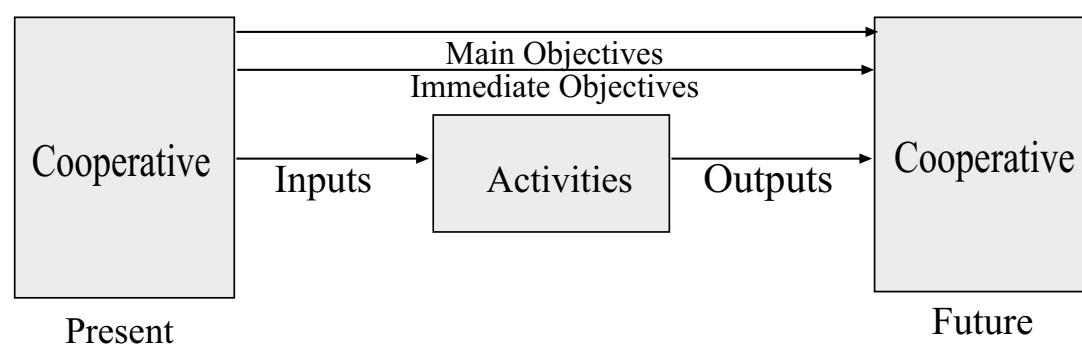 Main Objectives
Immediate Objectives
Cooperative
Inputs
Activities
Outputs
Cooperative
Present
Future